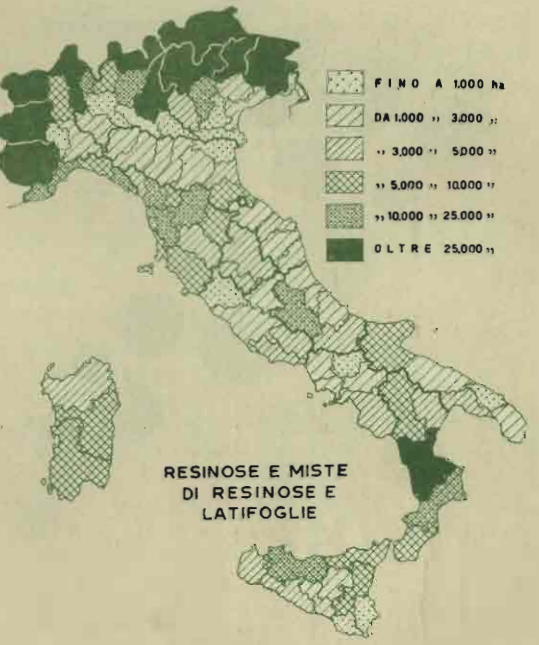 FINO A 1.000 ha
DA 1.000 ,, 3.000 ,,
,, 3.000 ,, 5.000 ,,
,, 5.000 ,, 10.000 ,,
,, 10.000 ,, 25.000 ,,
OLTRE 25.000 ,,
RESINOSE E MISTE
DI RESINOSE E
LATIFOGLIE